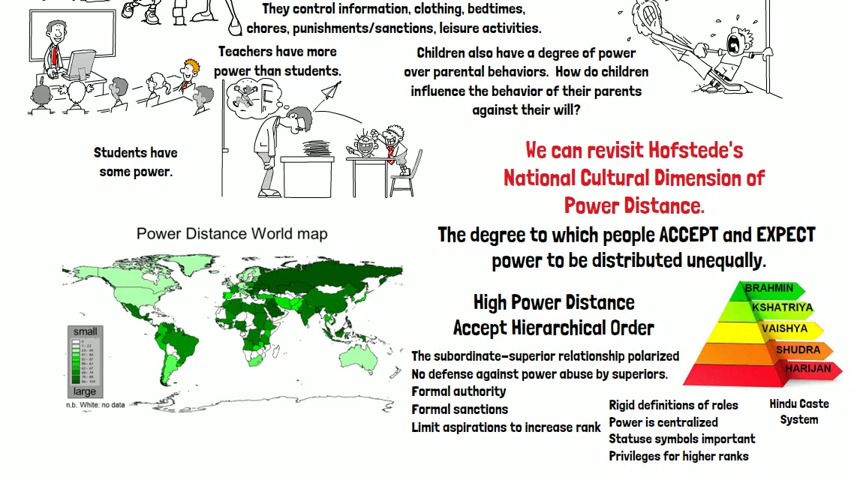 They control information, clothing, bedtimes,
chores, punishments/sanctions, leisure activities.
Teachers have more
power than students.
Children also have a degree of power
over parental behaviors. How do children
influence the behavior of their parents
against their will?
Students have
some power.
We can revisit Hofstede's
National Cultural Dimension of
Power Distance.
The degree to which people ACCEPT and EXPECT
power to be distributed unequally.
Power Distance World map
small
large
n.b. White: no data
High Power Distance
Accept Hierarchical Order
The subordinate-superior relationship polarized
No defense against power abuse by superiors.
Formal authority
Formal sanctions
Limit aspirations to increase rank
Rigid definitions of roles
Power is centralized
Statuse symbols important
Privileges for higher ranks
BRAHMIN
KSHATRIYA
VAISHYA
SHUDRA
HARIJAN
Hindu Caste
System